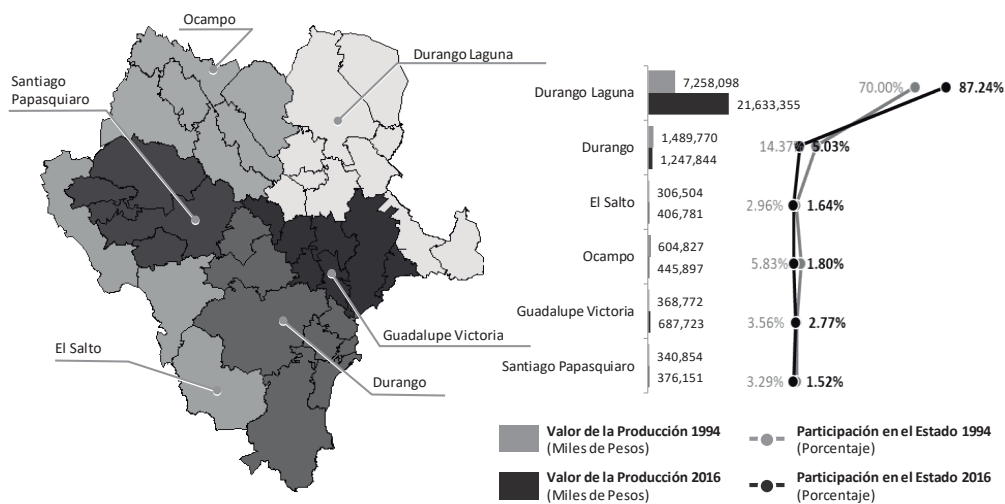 Ocampo
Santiago
Papasquiaro
Durango Laguna
El Salto
Guadalupe Victoria
Durango
Durango Laguna
7,258,098
21,633,355
70.00%
87.24%
Durango
1,489,770
1,247,844
14.37%
5.03%
El Salto
306,504
406,781
2.96%
1.64%
Ocampo
604,827
445,897
5.83%
1.80%
Guadalupe Victoria
368,772
687,723
3.56%
2.77%
Santiago Papasquiaro
340,854
376,151
3.29%
1.52%
Valor de la Producción 1994
(Miles de Pesos)
Participación en el Estado 1994
(Porcentaje)
Valor de la Producción 2016
(Miles de Pesos)
Participación en el Estado 2016
(Porcentaje)